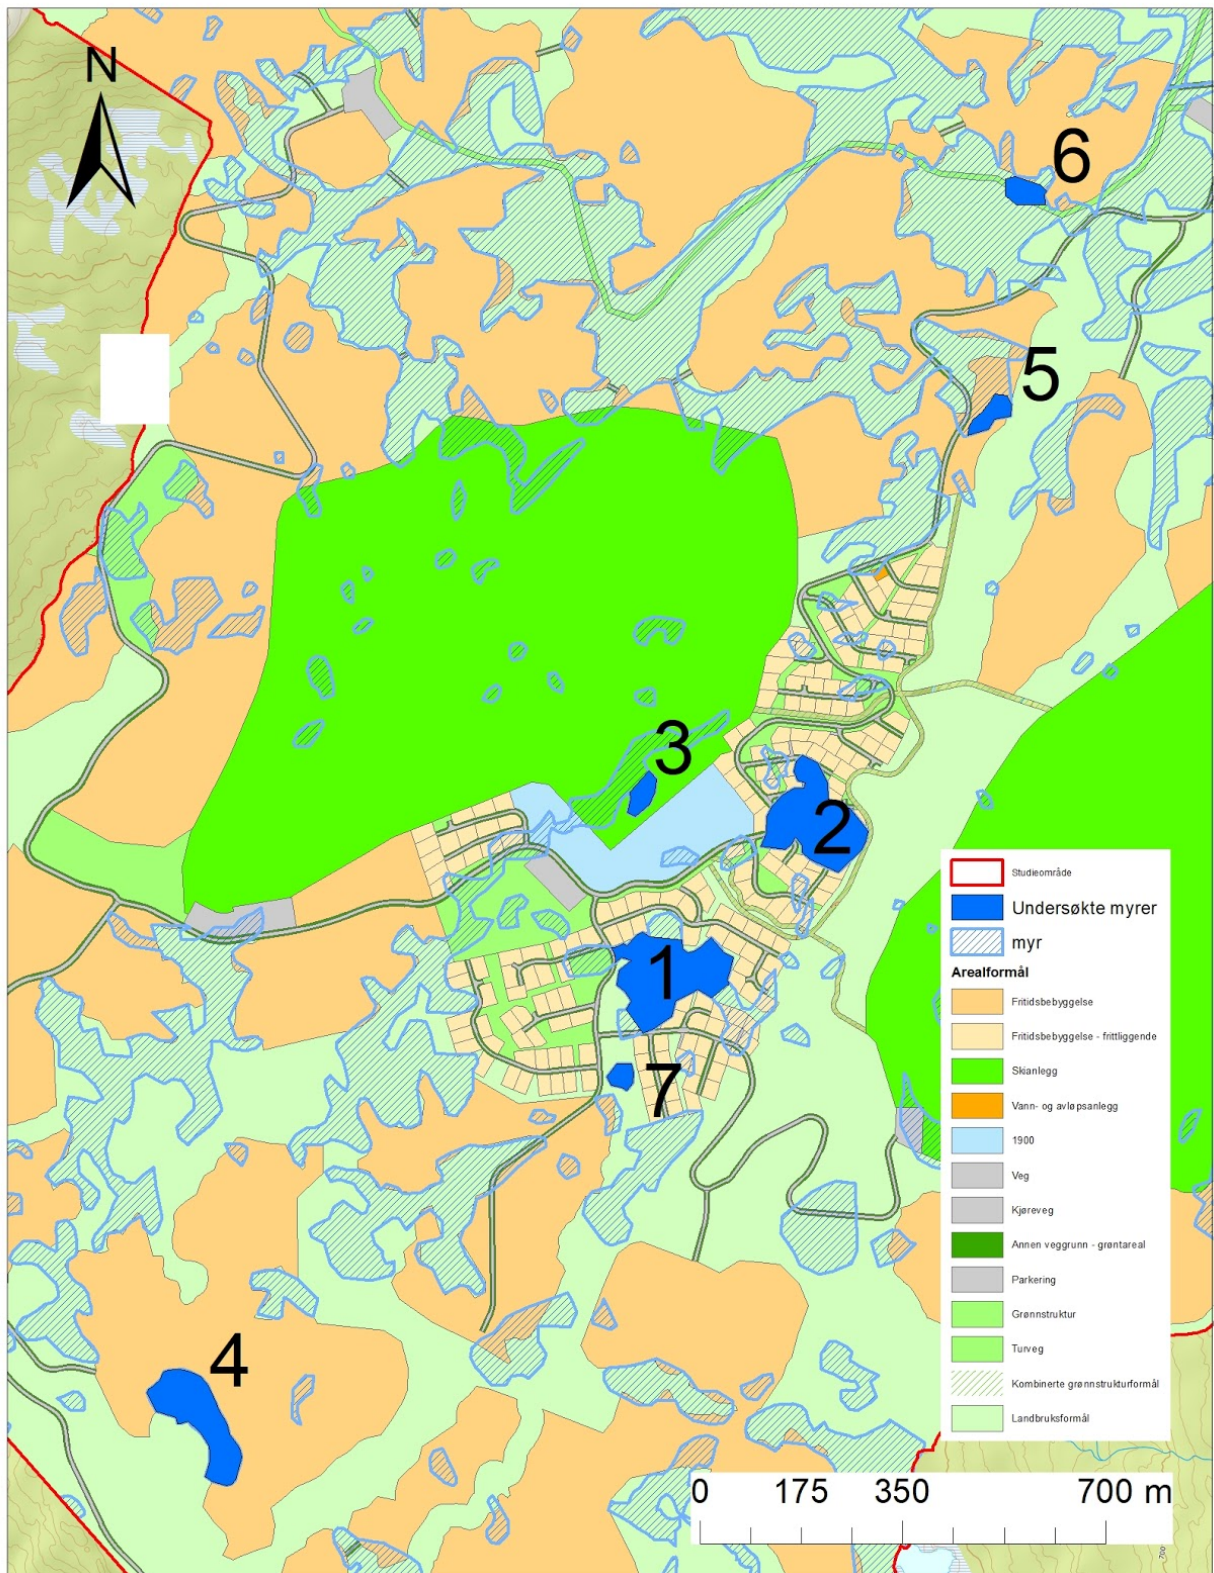 N
6
5
3
2
1
7
4
Studieområde
Undersøkte myrer
myr
Arealformål
Fritidsbebyggelse
Fritidsbebyggelse - frittliggende
Skianlegg
Vann- og avløpsanlegg
1900
Veg
Kjøreveg
Annen veggrunn - grøntareal
Parkering
Grønnstruktur
Turveg
Kombinerte grønnstrukturformål
Landbruksformål
0 175 350 700 m
700